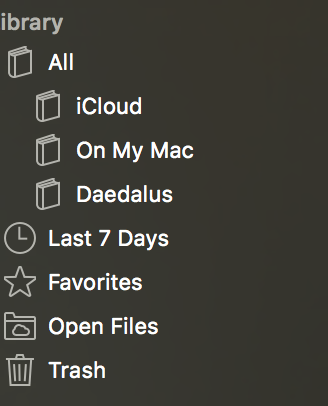 ibrary
All
iCloud
On My Mac
Daedalus
Last 7 Days
Favorites
Open Files
Trash